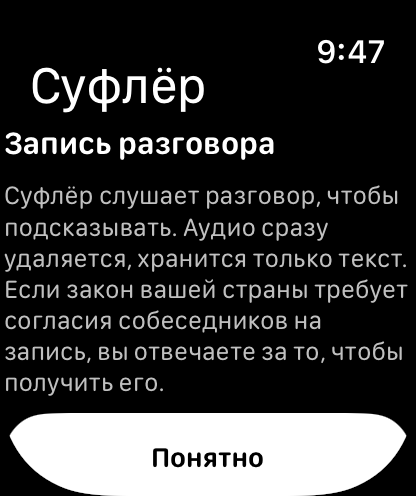 9:47
Суфлёр
Запись разговора
Суфлёр слушает разговор, чтобы
подсказывать. Аудио сразу
удаляется, хранится только текст.
Если закон вашей страны требует
согласия собеседников на
запись, вы отвечаете за то, чтобы
получить его.
Понятно